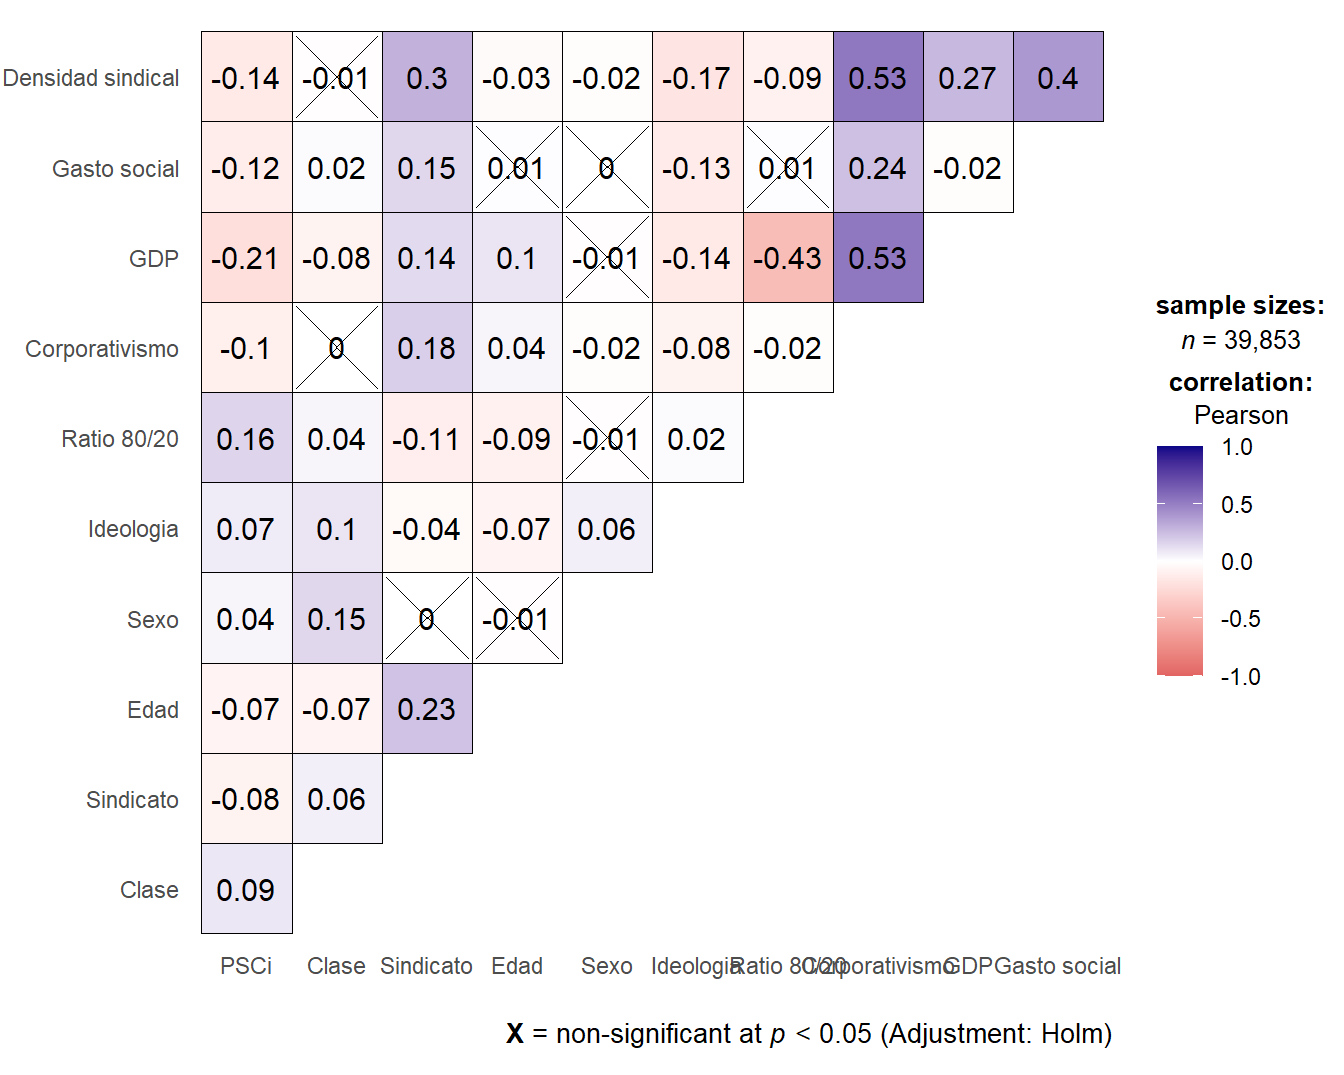 Densidad sindical -0.14 -0.01 0.3 -0.03 -0.02 -0.17 -0.09 0.53 0.27 0.4
Gasto social -0.12 0.02 0.15 0.01 0 -0.13 0.01 0.24 -0.02
GDP -0.21 -0.08 0.14 0.1 -0.01 -0.14 -0.43 0.53
Corporativismo -0.1 0 0.18 0.04 -0.02 -0.08 -0.02
Ratio 80/20 0.16 0.04 -0.11 -0.09 -0.01 0.02
Ideologia 0.07 0.1 -0.04 -0.07 0.06
Sexo 0.04 0.15 0 -0.01
Edad -0.07 -0.07 0.23
Sindicato -0.08 0.06
Clase 0.09
PSCi Clase Sindicato Edad Sexo Ideologia Ratio 80/20 Corporativismo GDP Gasto social
sample sizes:
n = 39,853
correlation:
Pearson
1.0
0.5
0.0
-0.5
-1.0
X = non-significant at p < 0.05 (Adjustment: Holm)